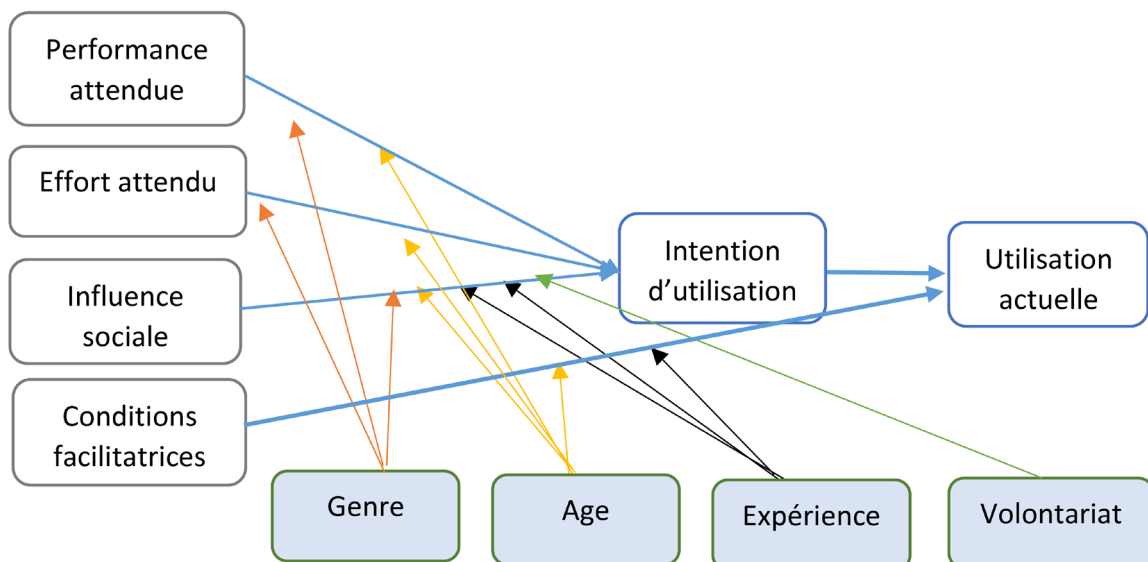 Performance
attendue
Effort attendu
Influence
sociale
Conditions
facilitatrices
Intention
d’utilisation
Utilisation
actuelle
Genre
Age
Expérience
Volontariat